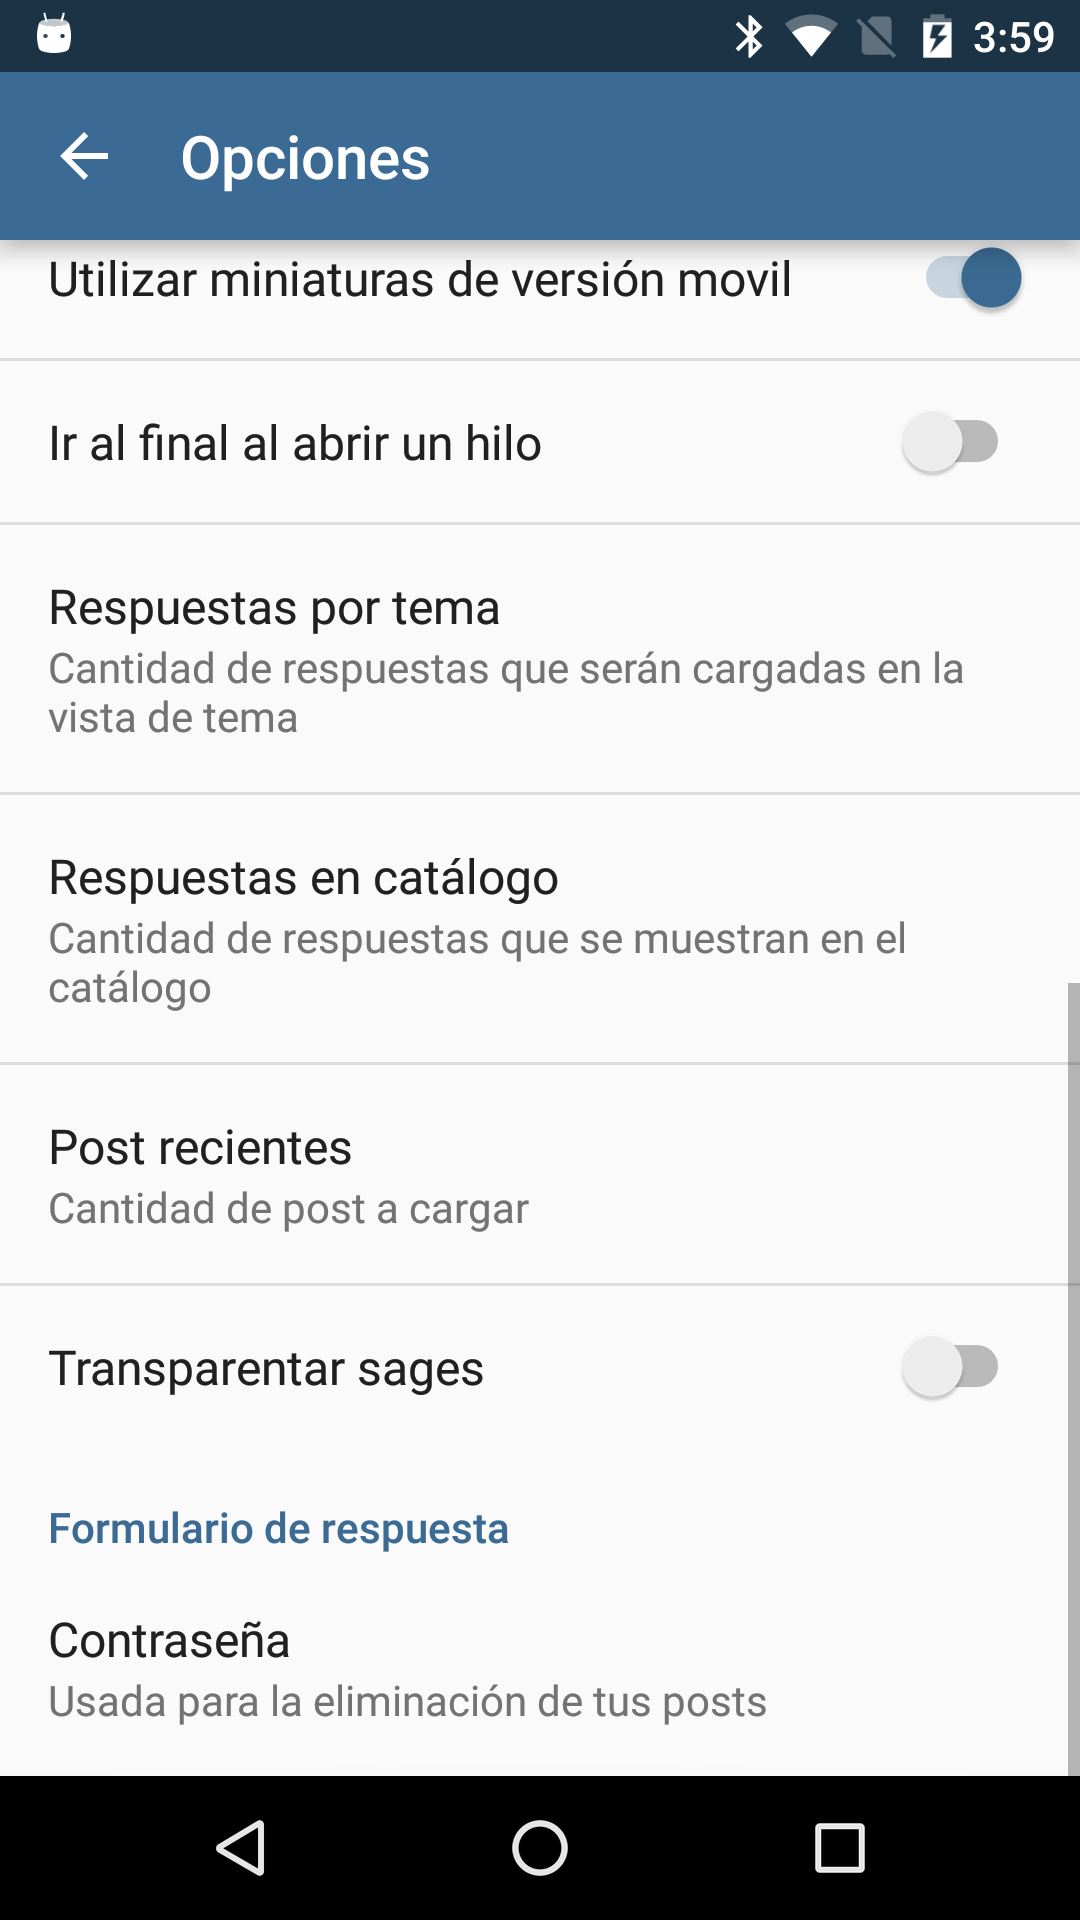 3:59
Opciones
Utilizar miniaturas de versión movil
Ir al final al abrir un hilo
Respuestas por tema
Cantidad de respuestas que serán cargadas en la
vista de tema
Respuestas en catálogo
Cantidad de respuestas que se muestran en el
catálogo
Post recientes
Cantidad de post a cargar
Transparentar sages
Formulario de respuesta
Contraseña
Usada para la eliminación de tus posts